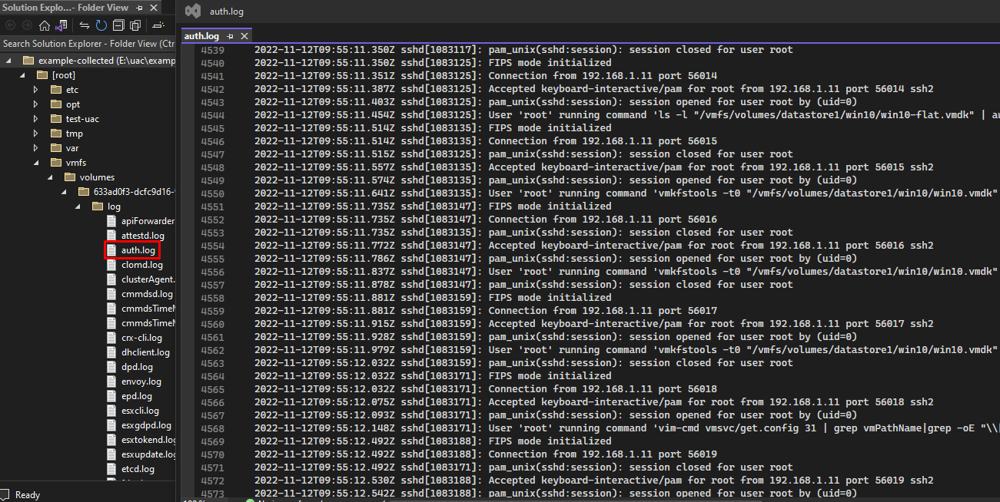 Solution Explo...- Folder View
auth.log
Search Solution Explorer - Folder View (Ctr
auth.log
example-collected (E:\uac\examp
[root]
etc
opt
test-uac
tmp
var
vmfs
volumes
633ad0f3-dcfc9d16-
log
apiForwarder
attestd.log
auth.log
clomd.log
clusterAgent.
cmmdsd.log
cmmdsTimeM
cmmdsTimeM
crx-cli.log
dhclient.log
dpd.log
envoy.log
epd.log
esxcli.log
esxgdpd.log
esxtokend.log
esxupdate.log
etcd.log
Ready
4539 2022-11-12T09:55:11.350Z sshd[1083117]: pam_unix(sshd:session): session closed for user root
4540 2022-11-12T09:55:11.350Z sshd[1083125]: FIPS mode initialized
4541 2022-11-12T09:55:11.351Z sshd[1083125]: Connection from 192.168.1.11 port 56014
4542 2022-11-12T09:55:11.387Z sshd[1083125]: Accepted keyboard-interactive/pam for root from 192.168.1.11 port 56014 ssh2
4543 2022-11-12T09:55:11.403Z sshd[1083125]: pam_unix(sshd:session): session opened for user root by (uid=0)
4544 2022-11-12T09:55:11.454Z sshd[1083125]: User 'root' running command 'ls -l "/vmfs/volumes/datastore1/win10/win10-flat.vmdk" | aw
4545 2022-11-12T09:55:11.514Z sshd[1083135]: FIPS mode initialized
4546 2022-11-12T09:55:11.514Z sshd[1083135]: Connection from 192.168.1.11 port 56015
4547 2022-11-12T09:55:11.515Z sshd[1083125]: session closed for user root
4548 2022-11-12T09:55:11.557Z sshd[1083135]: Accepted keyboard-interactive/pam for root from 192.168.1.11 port 56015 ssh2
4549 2022-11-12T09:55:11.574Z sshd[1083135]: pam_unix(sshd:session): session opened for user root by (uid=0)
4550 2022-11-12T09:55:11.641Z sshd[1083135]: User 'root' running command 'vmkfstools -t0 "/vmfs/volumes/datastore1/win10/win10.vmdk"
4551 2022-11-12T09:55:11.735Z sshd[1083147]: FIPS mode initialized
4552 2022-11-12T09:55:11.735Z sshd[1083147]: Connection from 192.168.1.11 port 56016
4553 2022-11-12T09:55:11.735Z sshd[1083135]: pam_unix(sshd:session): session closed for user root
4554 2022-11-12T09:55:11.772Z sshd[1083147]: Accepted keyboard-interactive/pam for root from 192.168.1.11 port 56016 ssh2
4555 2022-11-12T09:55:11.786Z sshd[1083147]: pam_unix(sshd:session): session opened for user root by (uid=0)
4556 2022-11-12T09:55:11.837Z sshd[1083147]: User 'root' running command 'vmkfstools -t0 "/vmfs/volumes/datastore1/win10/win10.vmdk"
4557 2022-11-12T09:55:11.878Z sshd[1083147]: pam_unix(sshd:session): session closed for user root
4558 2022-11-12T09:55:11.881Z sshd[1083159]: FIPS mode initialized
4559 2022-11-12T09:55:11.881Z sshd[1083159]: Connection from 192.168.1.11 port 56017
4560 2022-11-12T09:55:11.915Z sshd[1083159]: Accepted keyboard-interactive/pam for root from 192.168.1.11 port 56017 ssh2
4561 2022-11-12T09:55:11.928Z sshd[1083159]: pam_unix(sshd:session): session opened for user root by (uid=0)
4562 2022-11-12T09:55:11.979Z sshd[1083159]: User 'root' running command 'vmkfstools -t0 "/vmfs/volumes/datastore1/win10/win10.vmdk"
4563 2022-11-12T09:55:12.032Z sshd[1083159]: pam_unix(sshd:session): session closed for user root
4564 2022-11-12T09:55:12.032Z sshd[1083171]: FIPS mode initialized
4565 2022-11-12T09:55:12.032Z sshd[1083171]: Connection from 192.168.1.11 port 56018
4566 2022-11-12T09:55:12.075Z sshd[1083171]: Accepted keyboard-interactive/pam for root from 192.168.1.11 port 56018 ssh2
4567 2022-11-12T09:55:12.093Z sshd[1083171]: pam_unix(sshd:session): session opened for user root by (uid=0)
4568 2022-11-12T09:55:12.148Z sshd[1083171]: User 'root' running command 'vim-cmd vmsvc/get.config 31 | grep vmPathName|grep -oE "\\[
4569 2022-11-12T09:55:12.492Z sshd[1083188]: FIPS mode initialized
4570 2022-11-12T09:55:12.492Z sshd[1083188]: Connection from 192.168.1.11 port 56019
4571 2022-11-12T09:55:12.492Z sshd[1083171]: pam_unix(sshd:session): session closed for user root
4572 2022-11-12T09:55:12.530Z sshd[1083188]: Accepted keyboard-interactive/pam for root from 192.168.1.11 port 56019 ssh2
4573 2022-11-12T09:55:12.542Z sshd[1083188]: pam_unix(sshd:session): session opened for user root by (uid=0)